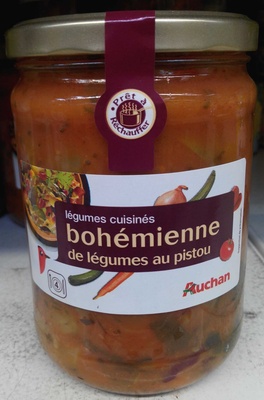 Prêt à
Réchauffer
légumes cuisinés
bohémienne
de légumes au pistou
Auchan